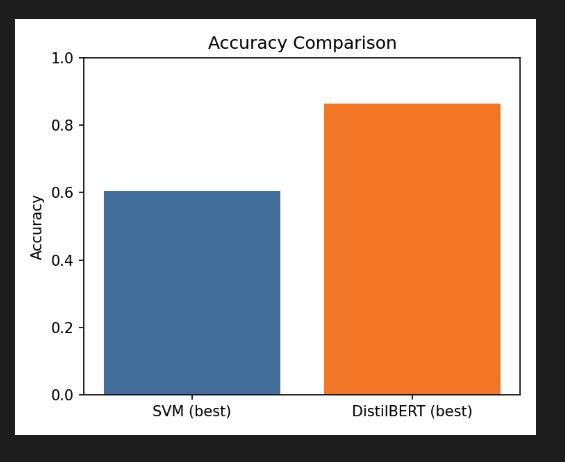 Accuracy Comparison
1.0
0.8
0.6
0.4
0.2
0.0
Accuracy
SVM (best)
DistilBERT (best)